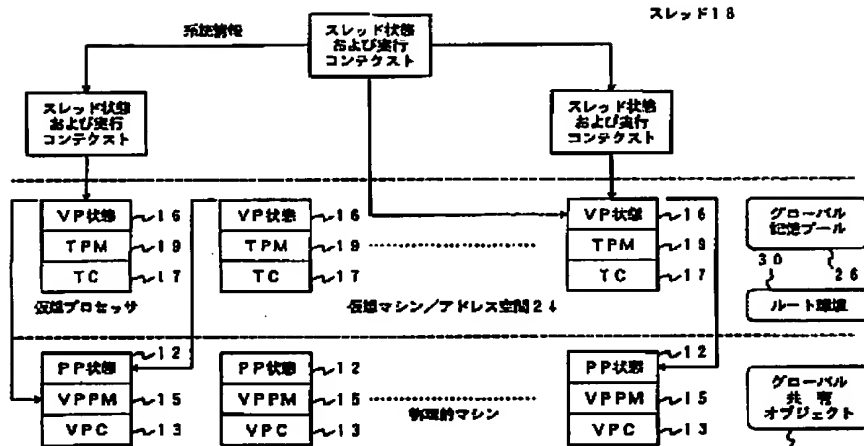 スレッド18
系統情報
スレッド状態
および実行
コンテクスト
スレッド状態
および実行
コンテクスト
スレッド状態
および実行
コンテクスト
VP状態 16
TPM 19
TC 17
VP状態 16
TPM 19
TC 17
VP状態 16
TPM 19
TC 17
グローバル
記憶プール
30 26
ルート環境
仮想プロセッサ
仮想マシン/アドレス空間24
PP状態 12
VPPM 15
VPC 13
PP状態 12
VPPM 15
VPC 13
物理的マシン
PP状態 12
VPPM 15
VPC 13
グローバル
共有
オブジェクト